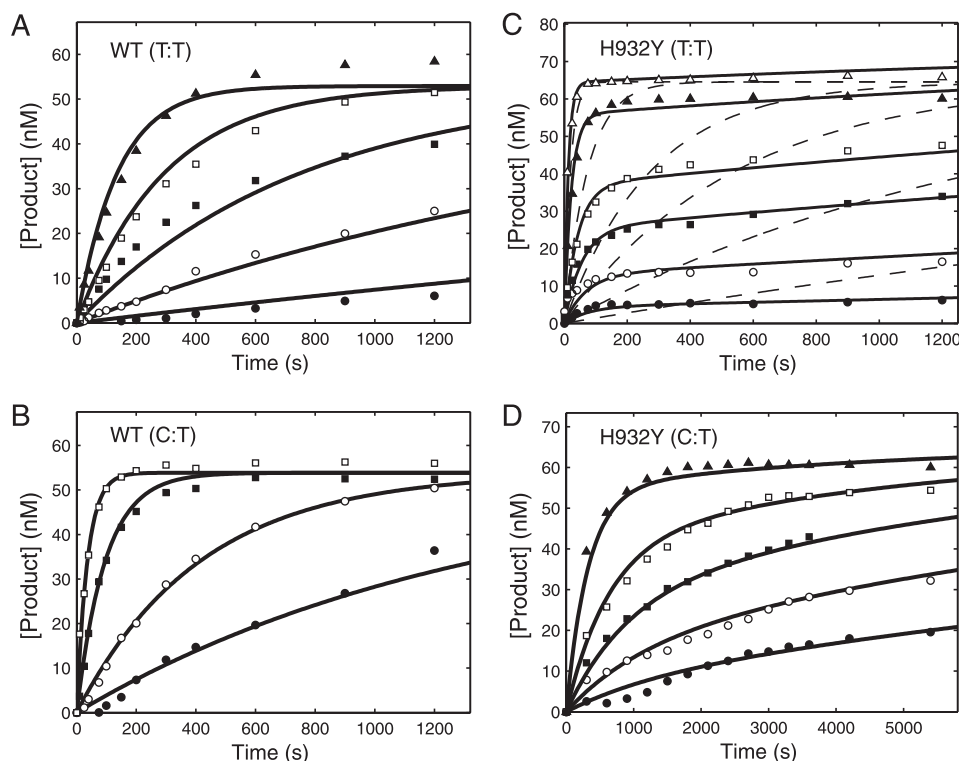 A
WT (T:T)
[Product] (nM)
60
50
40
30
20
10
0
0 200 400 600 800 1000 1200
Time (s)
C
H932Y (T:T)
[Product] (nM)
80
70
60
50
40
30
20
10
0
0 200 400 600 800 1000 1200
Time (s)
B
WT (C:T)
[Product] (nM)
60
50
40
30
20
10
0
0 200 400 600 800 1000 1200
Time (s)
D
H932Y (C:T)
[Product] (nM)
70
60
50
40
30
20
10
0
0 1000 2000 3000 4000 5000
Time (s)